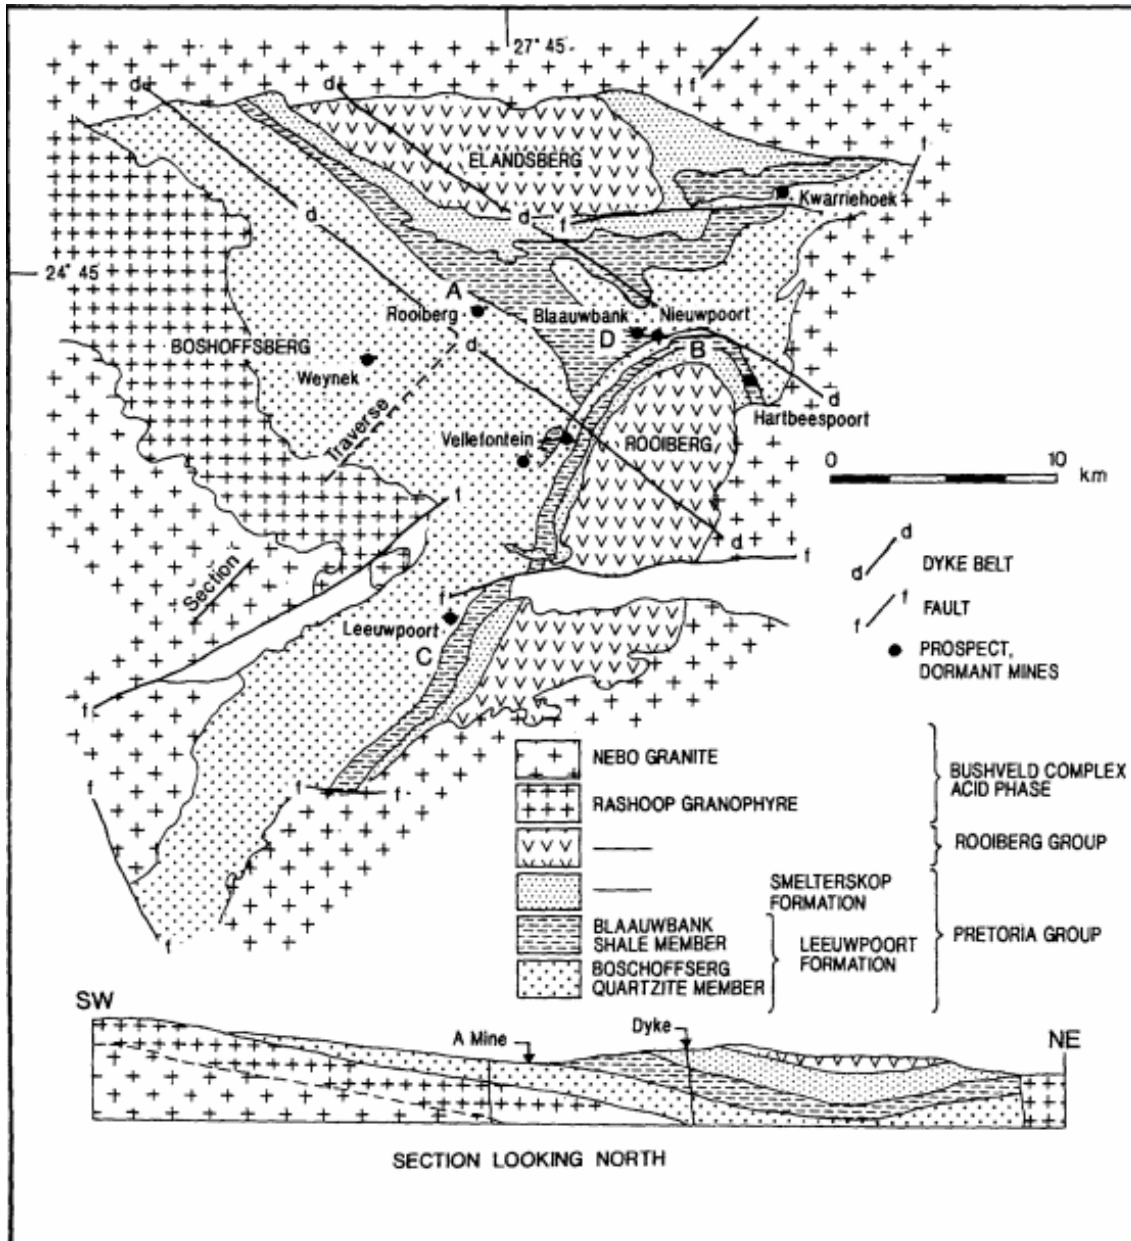 27° 45
d
d
f
ELANDSBERG
f
Kwarriehoek
d
d
f
24° 45
A
Rooiberg
Blaauwbank
Nieuwpoort
D
B
BOSHOFFSBERG
d
Weynek
d
Hartbeespoort
Traverse
Vellefontein
ROOIBERG
0
10
km
f
d
f
Section
f
Leeuwpoort
C
f
f
f
f
f
d
d
DYKE BELT
f
f
FAULT
PROSPECT,
DORMANT MINES
NEBO GRANITE
RASHOOP GRANOPHYRE
BUSHVELD COMPLEX
ACID PHASE
ROOIBERG GROUP
SMELTERSKOP
FORMATION
BLAAUWBANK
SHALE MEMBER
BOSCHOFFSERG
QUARTZITE MEMBER
LEEUWPOORT
FORMATION
PRETORIA GROUP
SW
A Mine
Dyke
NE
SECTION LOOKING NORTH